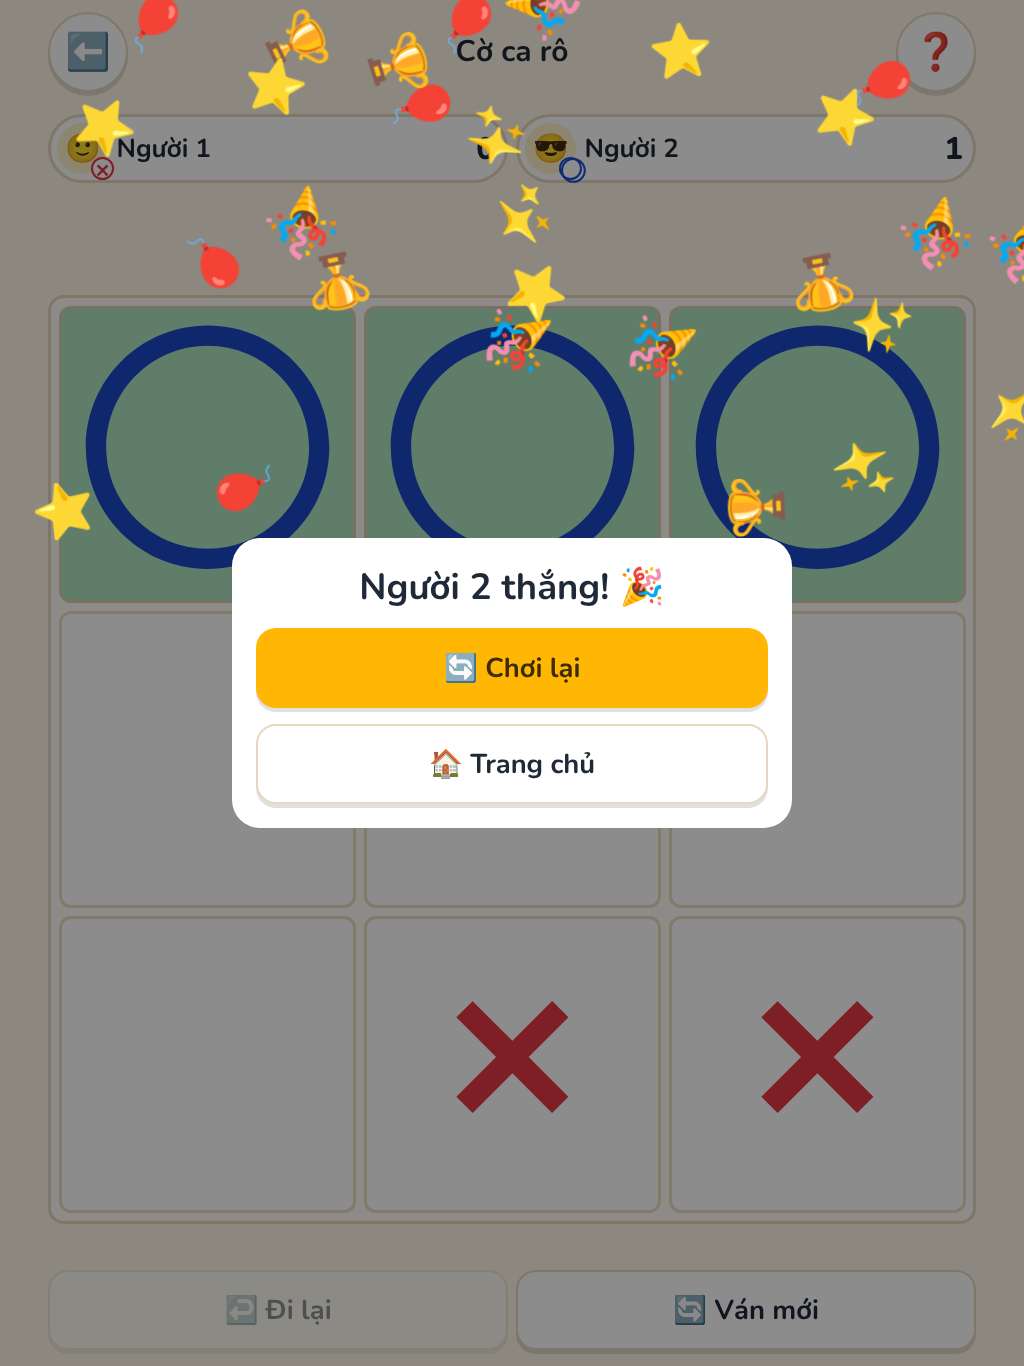 Cờ ca rô
Người 1
Người 2 1
Người 2 thắng!
Chơi lại
Trang chủ
Đi lại
Ván mới